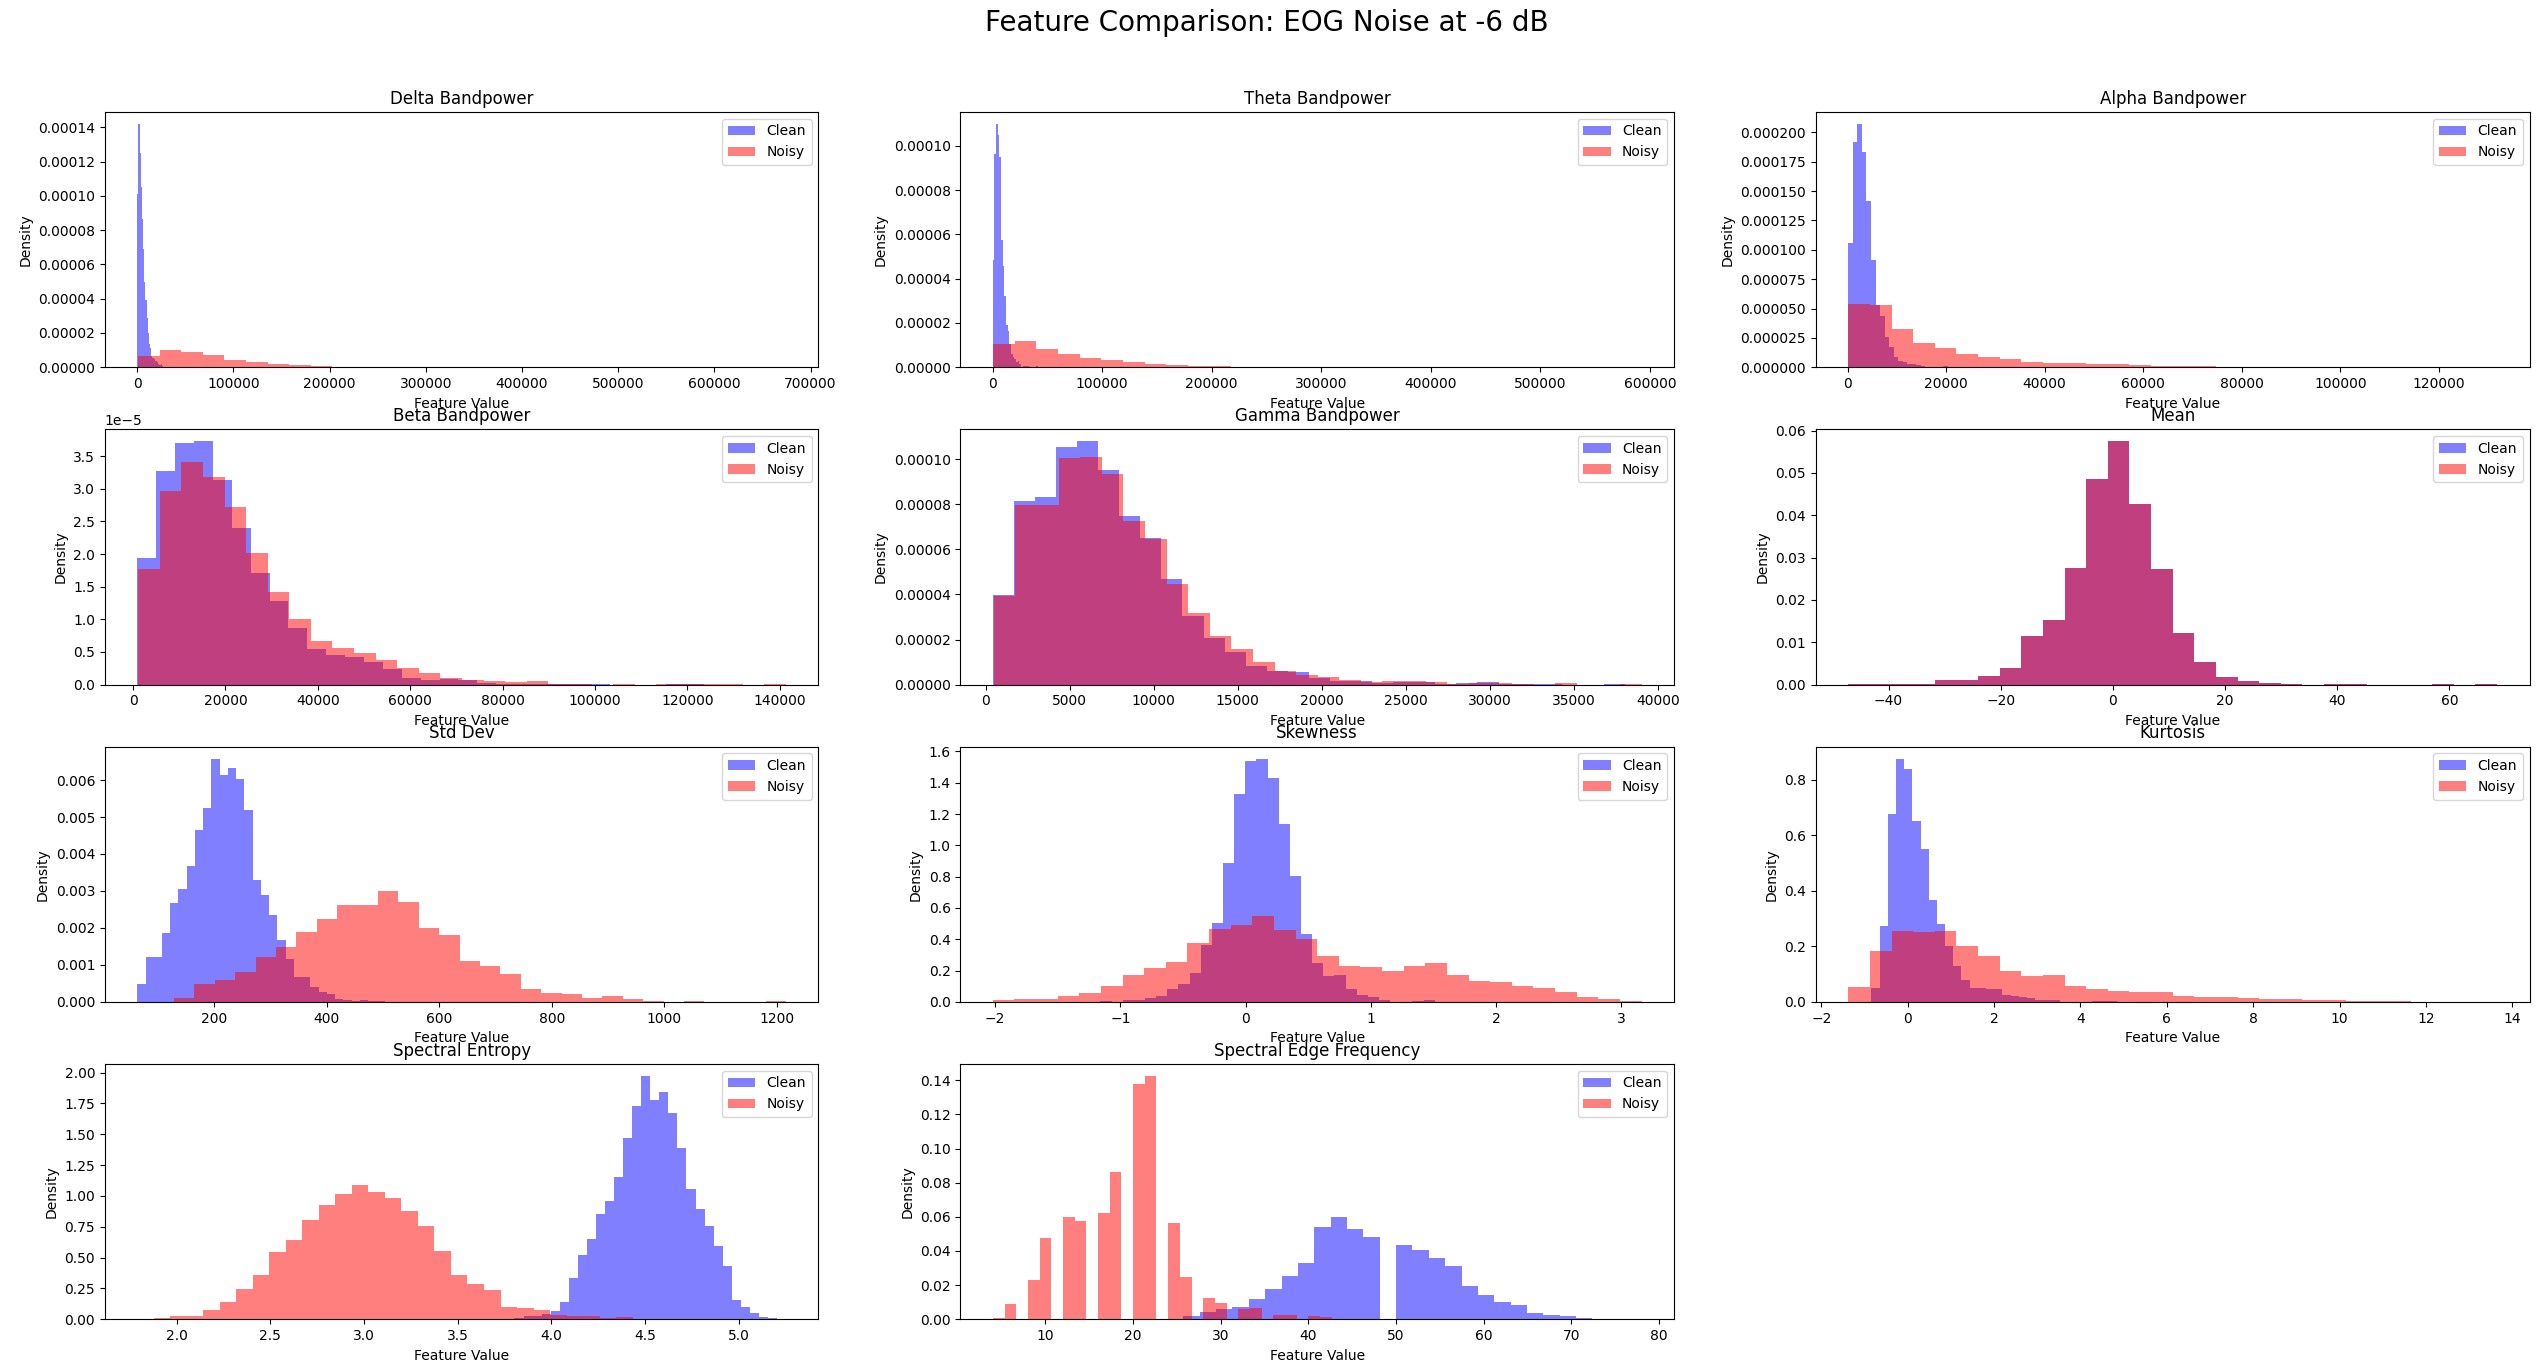 Feature Comparison: EOG Noise at -6 dB
Delta Bandpower
Density
0.00014
0.00012
0.00010
0.00008
0.00006
0.00004
0.00002
0.00000
0 100000 200000 300000 400000 500000 600000 700000
Feature Value
Clean
Noisy
Theta Bandpower
Density
0.00010
0.00008
0.00006
0.00004
0.00002
0.00000
0 100000 200000 300000 400000 500000 600000
Clean
Noisy
Alpha Bandpower
Density
0.000200
0.000175
0.000150
0.000125
0.000100
0.000075
0.000050
0.000025
0.000000
0 20000 40000 60000 80000 100000 120000
Feature Value
Clean
Noisy
Beta Bandpower
1e−5
Density
3.5
3.0
2.5
2.0
1.5
1.0
0.5
0.0
0 20000 40000 60000 80000 100000 120000 140000
Feature Value
Clean
Noisy
Gamma Bandpower
Feature Value
Density
0.00010
0.00008
0.00006
0.00004
0.00002
0.00000
0 5000 10000 15000 20000 25000 30000 35000 40000
Feature Value
Clean
Noisy
Mean
Density
0.06
0.05
0.04
0.03
0.02
0.01
0.00
−40 −20 0 20 40 60
Feature Value
Clean
Noisy
Std Dev
Density
0.006
0.005
0.004
0.003
0.002
0.001
0.000
200 400 600 800 1000 1200
Feature Value
Clean
Noisy
Skewness
Density
1.6
1.4
1.2
1.0
0.8
0.6
0.4
0.2
0.0
−2 −1 0 1 2 3
Feature Value
Clean
Noisy
Kurtosis
Density
0.8
0.6
0.4
0.2
0.0
−2 0 2 4 6 8 10 12 14
Feature Value
Clean
Noisy
Spectral Entropy
Density
2.00
1.75
1.50
1.25
1.00
0.75
0.50
0.25
0.00
2.0 2.5 3.0 3.5 4.0 4.5 5.0
Feature Value
Clean
Noisy
Spectral Edge Frequency
Density
0.14
0.12
0.10
0.08
0.06
0.04
0.02
0.00
10 20 30 40 50 60 70 80
Feature Value
Clean
Noisy